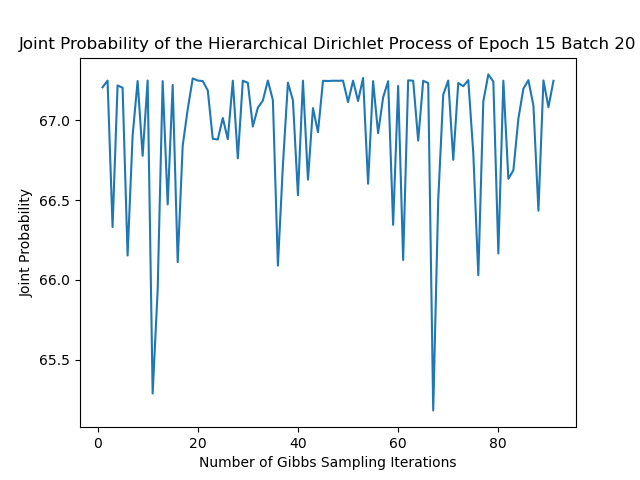 Joint Probability of the Hierarchical Dirichlet Process of Epoch 15 Batch 20
Joint Probability
67.0
66.5
66.0
65.5
0 20 40 60 80
Number of Gibbs Sampling Iterations